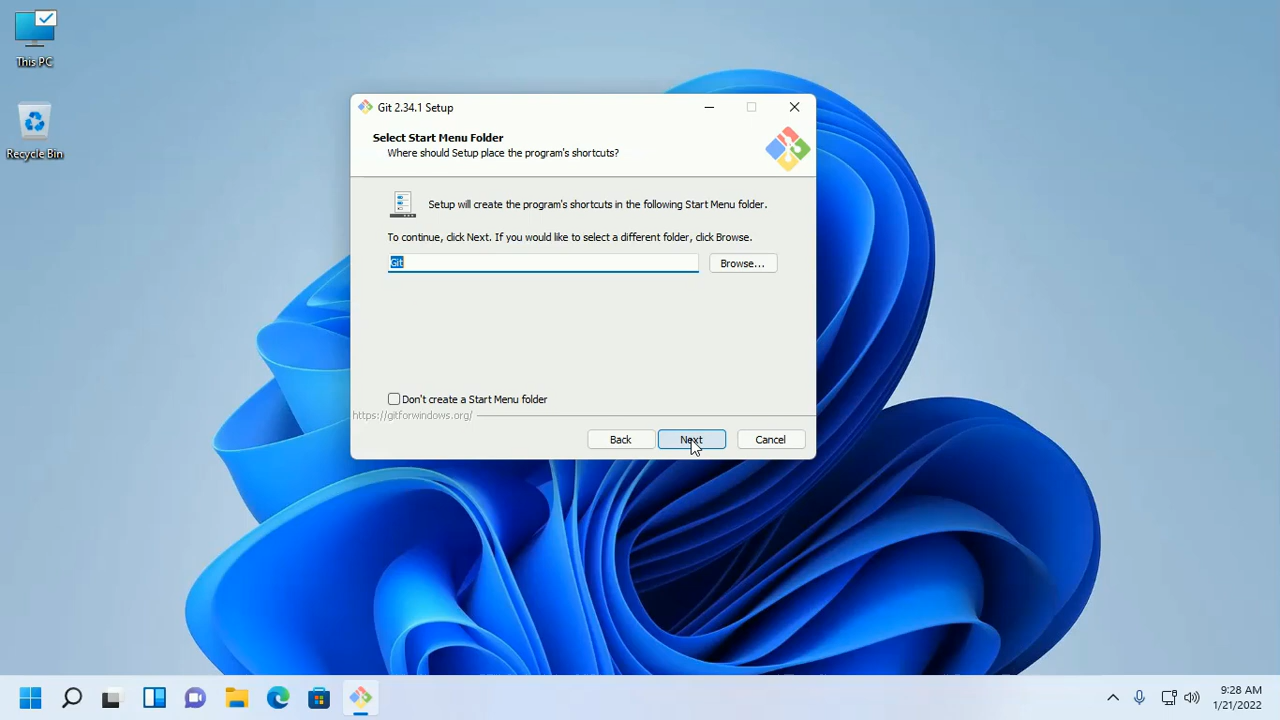 This PC
Recycle Bin
Git 2.34.1 Setup
Select Start Menu Folder
Where should Setup place the program's shortcuts?
Setup will create the program's shortcuts in the following Start Menu folder.
To continue, click Next. If you would like to select a different folder, click Browse.
Git
Browse...
Don't create a Start Menu folder
https://gitforwindows.org/
Back
Next
Cancel
9:28 AM
1/21/2022